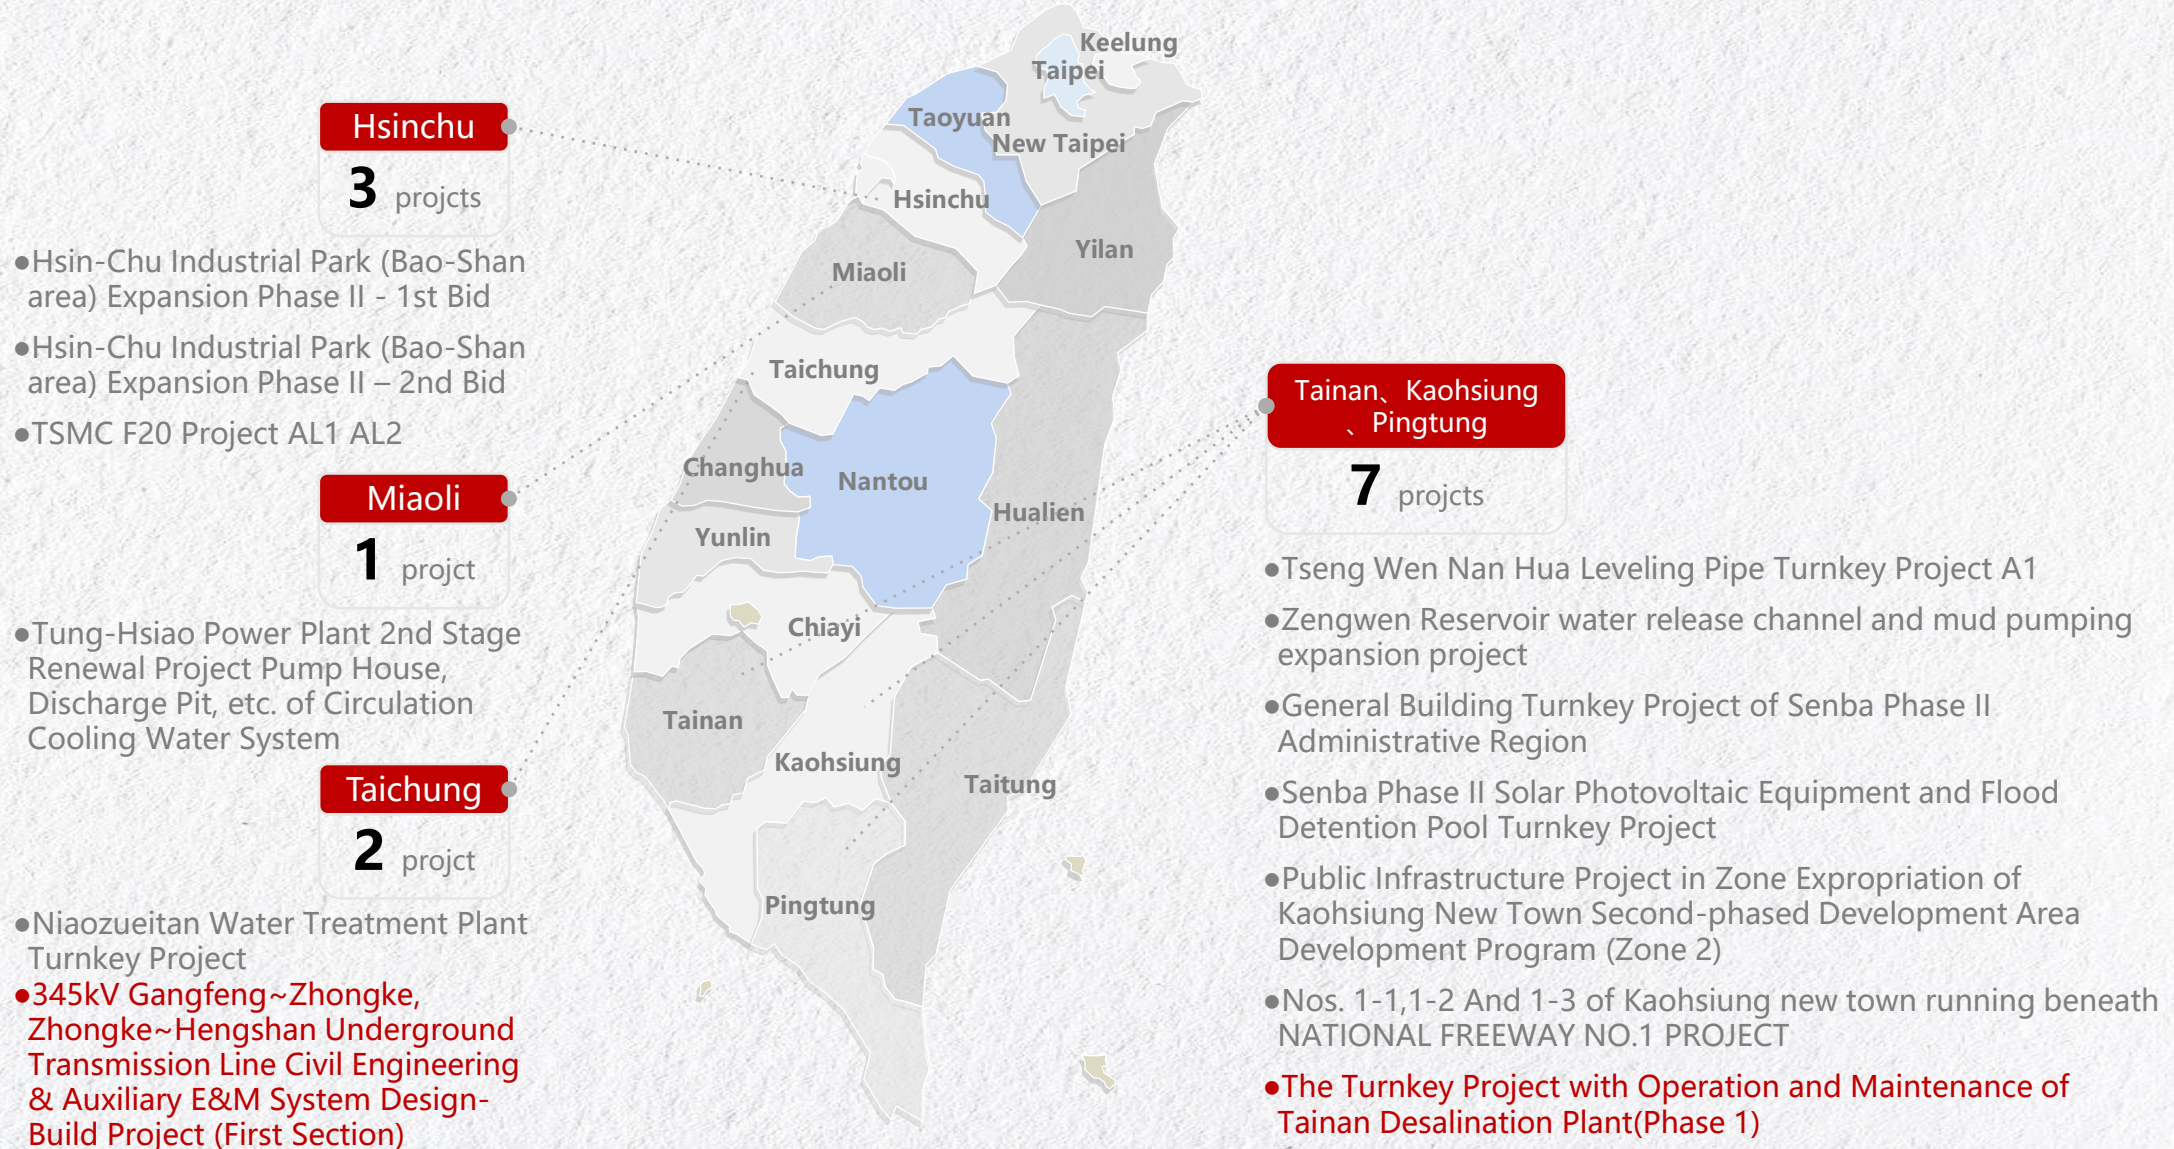 Hsinchu
3 projcts
●Hsin-Chu Industrial Park (Bao-Shan
area) Expansion Phase II - 1st Bid
●Hsin-Chu Industrial Park (Bao-Shan
area) Expansion Phase II – 2nd Bid
●TSMC F20 Project AL1 AL2
Miaoli
1 projct
●Tung-Hsiao Power Plant 2nd Stage
Renewal Project Pump House,
Discharge Pit, etc. of Circulation
Cooling Water System
Taichung
2 projct
●Niaozueitan Water Treatment Plant
Turnkey Project
●345kV Gangfeng~Zhongke,
Zhongke~Hengshan Underground
Transmission Line Civil Engineering
& Auxiliary E&M System Design-
Build Project (First Section)
Keelung
Taipei
Taoyuan
New Taipei
Hsinchu
Yilan
Miaoli
Taichung
Changhua
Nantou
Hualien
Yunlin
Chiayi
Tainan
Kaohsiung
Taitung
Pingtung
Tainan、Kaohsiung
、Pingtung
7 projcts
●Tseng Wen Nan Hua Leveling Pipe Turnkey Project A1
●Zengwen Reservoir water release channel and mud pumping
expansion project
●General Building Turnkey Project of Senba Phase II
Administrative Region
●Senba Phase II Solar Photovoltaic Equipment and Flood
Detention Pool Turnkey Project
●Public Infrastructure Project in Zone Expropriation of
Kaohsiung New Town Second-phased Development Area
Development Program (Zone 2)
●Nos. 1-1,1-2 And 1-3 of Kaohsiung new town running beneath
NATIONAL FREEWAY NO.1 PROJECT
●The Turnkey Project with Operation and Maintenance of
Tainan Desalination Plant(Phase 1)